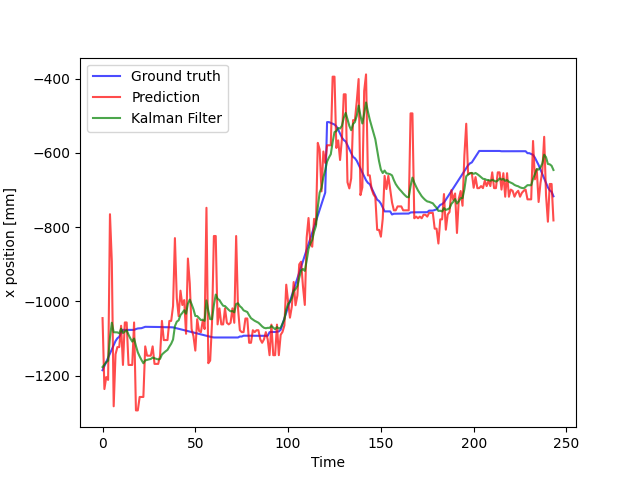 Ground truth
Prediction
Kalman Filter
−400
−600
−800
−1000
−1200
x position [mm]
0 50 100 150 200 250
Time